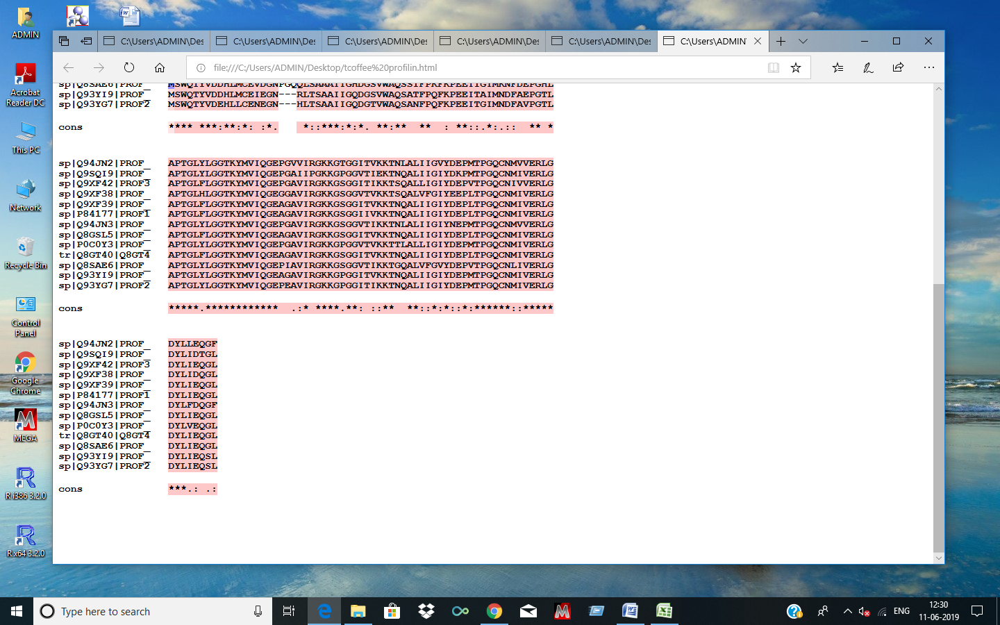 ADMIN
Acrobat Reader DC
This PC
Network
Recycle Bin
Control Panel
Google Chrome
MEGA
R i386 3.2.0
R x64 3.2.0
C:\Users\ADMIN\Des
C:\Users\ADMIN\Des
C:\Users\ADMIN\Des
C:\Users\ADMIN\Des
C:\Users\ADMIN\Des
C:\Users\ADMIN\
file:///C:/Users/ADMIN/Desktop/tcoffee%20profilin.html
sp|Q8SAE6|PROF_ MSWQTYVDDHLMCEVDGNPGQQLSAAAIIGHDGSVWAQSSTFPKFKPEEITGIMKNFDEPGHL
sp|Q93YI9|PROF_ MSWQTYVDDHLMCEIEGN---RLTSAAIIGQDGSVWAQSATFPQFKPEEITAIMNDFAEPGTL
sp|Q93YG7|PROF2 MSWQTYVDEHLLCENEGN---HLTSAAIIGQDGTVWAQSANFPQFKPEEITGIMNDFAVPGTL
cons **** ***:**:*: :*. *::***:*:*. **:** ** : **::.*:.:: ** *
sp|Q94JN2|PROF_ APTGLYLGGTKYMVIQGEPGVVIRGKKGTGGITVKKTNLALIIGVYDEPMTPGQCNMVVERLG
sp|Q9SQI9|PROF_ APTGLYLGGTKYMVIQGEPGAIIPGKKGPGGVTIEKTNQALIIGIYDKPMTPGQCNMIVERLG
sp|Q9XF42|PROF3 APTGLFLGGTKYMVIQGEPGAVIRGKKGSGGITIKKTSQALLIGIYDEPVTPGQCNIVVERLG
sp|Q9XF38|PROF_ APTGLHLGGTKYMVIQGEGGAVIRGKKGSGGVTVKKTSQALVFGIYEEPLTPGQCNMIVERLG
sp|Q9XF39|PROF_ APTGLFLGGTKYMVIQGEAGAVIRGKKGSGGITVKKTNQALIIGIYDEPLTPGQCNMIVERLG
sp|P84177|PROF1 APTGLFLGGTKYMVIQGEAGAVIRGKKGSGGIIVKKTNQALIIGIYDEPLTPGQCNMIVERLG
sp|Q94JN3|PROF_ APTGLYLGGTKYMVIQGEPGAVIRGKKGSGGVTIKKTNLALIIGIYNEPMTPGQCNMVVERLG
sp|Q8GSL5|PROF_ APTGLFLGGTKYMVIQGEAGAVIRGKKGSGGITVKKTNQALIIGIYDEPLTPGQCNMIVERLG
sp|P0C0Y3|PROF_ APTGLYLGGTKYMVIQGEPGAVIRGKKGPGGVTVKKTTLALLIGIYDEPMTPGQCNMIVERLG
tr|Q8GT40|Q8GT4 APTGLFLGGTKYMVIQGEAGAVIRGKKGSGGITVKKTNQALIIGIYDEPLTPGQCNMIVERLG
sp|Q8SAE6|PROF_ APTGLYLGGTKYMVIQGEPIAVIRGKKGSGGVTIKKTGQALVFGVYDEPVTPGQCNLIVERLG
sp|Q93YI9|PROF_ APTGLYLGGTKYMVIQGEAGAVIRGKKGPGGITVKKTNQALIIGIYDEPMTPGQCNMIVERLG
sp|Q93YG7|PROF2 APTGLYLGGTKYMVIQGEPEAVIRGKKGPGGITIKKTNQALIIGIYDEPMTPGQCNMIVERLG
cons *****.************ .:* ****.**: ::** **::*:*::*:******::*****
sp|Q94JN2|PROF_ DYLLEQGF
sp|Q9SQI9|PROF_ DYLIDTGL
sp|Q9XF42|PROF3 DYLIEQGL
sp|Q9XF38|PROF_ DYLIDQGL
sp|Q9XF39|PROF_ DYLIEQGL
sp|P84177|PROF1 DYLIEQGL
sp|Q94JN3|PROF_ DYLFDQGF
sp|Q8GSL5|PROF_ DYLIEQGL
sp|P0C0Y3|PROF_ DYLVEQGL
tr|Q8GT40|Q8GT4 DYLIEQGL
sp|Q8SAE6|PROF_ DYLIEQGL
sp|Q93YI9|PROF_ DYLIEQSL
sp|Q93YG7|PROF2 DYLIEQSL
cons ***.: .:
Type here to search
ENG
12:30
11-06-2019